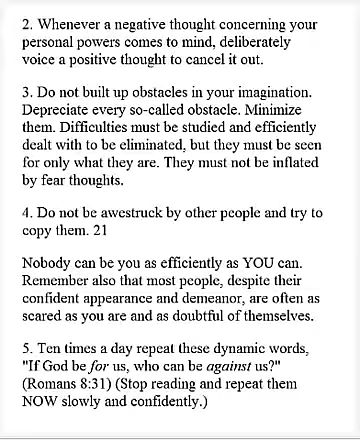 2. Whenever a negative thought concerning your
personal powers comes to mind, deliberately
voice a positive thought to cancel it out.
3. Do not built up obstacles in your imagination.
Depreciate every so-called obstacle. Minimize
them. Difficulties must be studied and efficiently
dealt with to be eliminated, but they must be seen
for only what they are. They must not be inflated
by fear thoughts.
4. Do not be awestruck by other people and try to
copy them. 21
Nobody can be you as efficiently as YOU can.
Remember also that most people, despite their
confident appearance and demeanor, are often as
scared as you are and as doubtful of themselves.
5. Ten times a day repeat these dynamic words,
"If God be for us, who can be against us?"
(Romans 8:31) (Stop reading and repeat them
NOW slowly and confidently.)